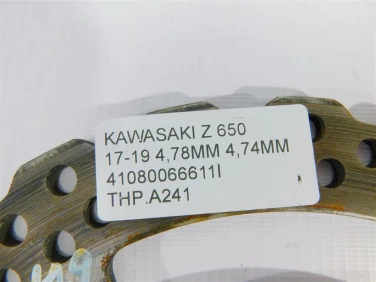 KAWASAKI Z 650
17-19 4,78MM 4,74MM
41080066611I
THP.A241